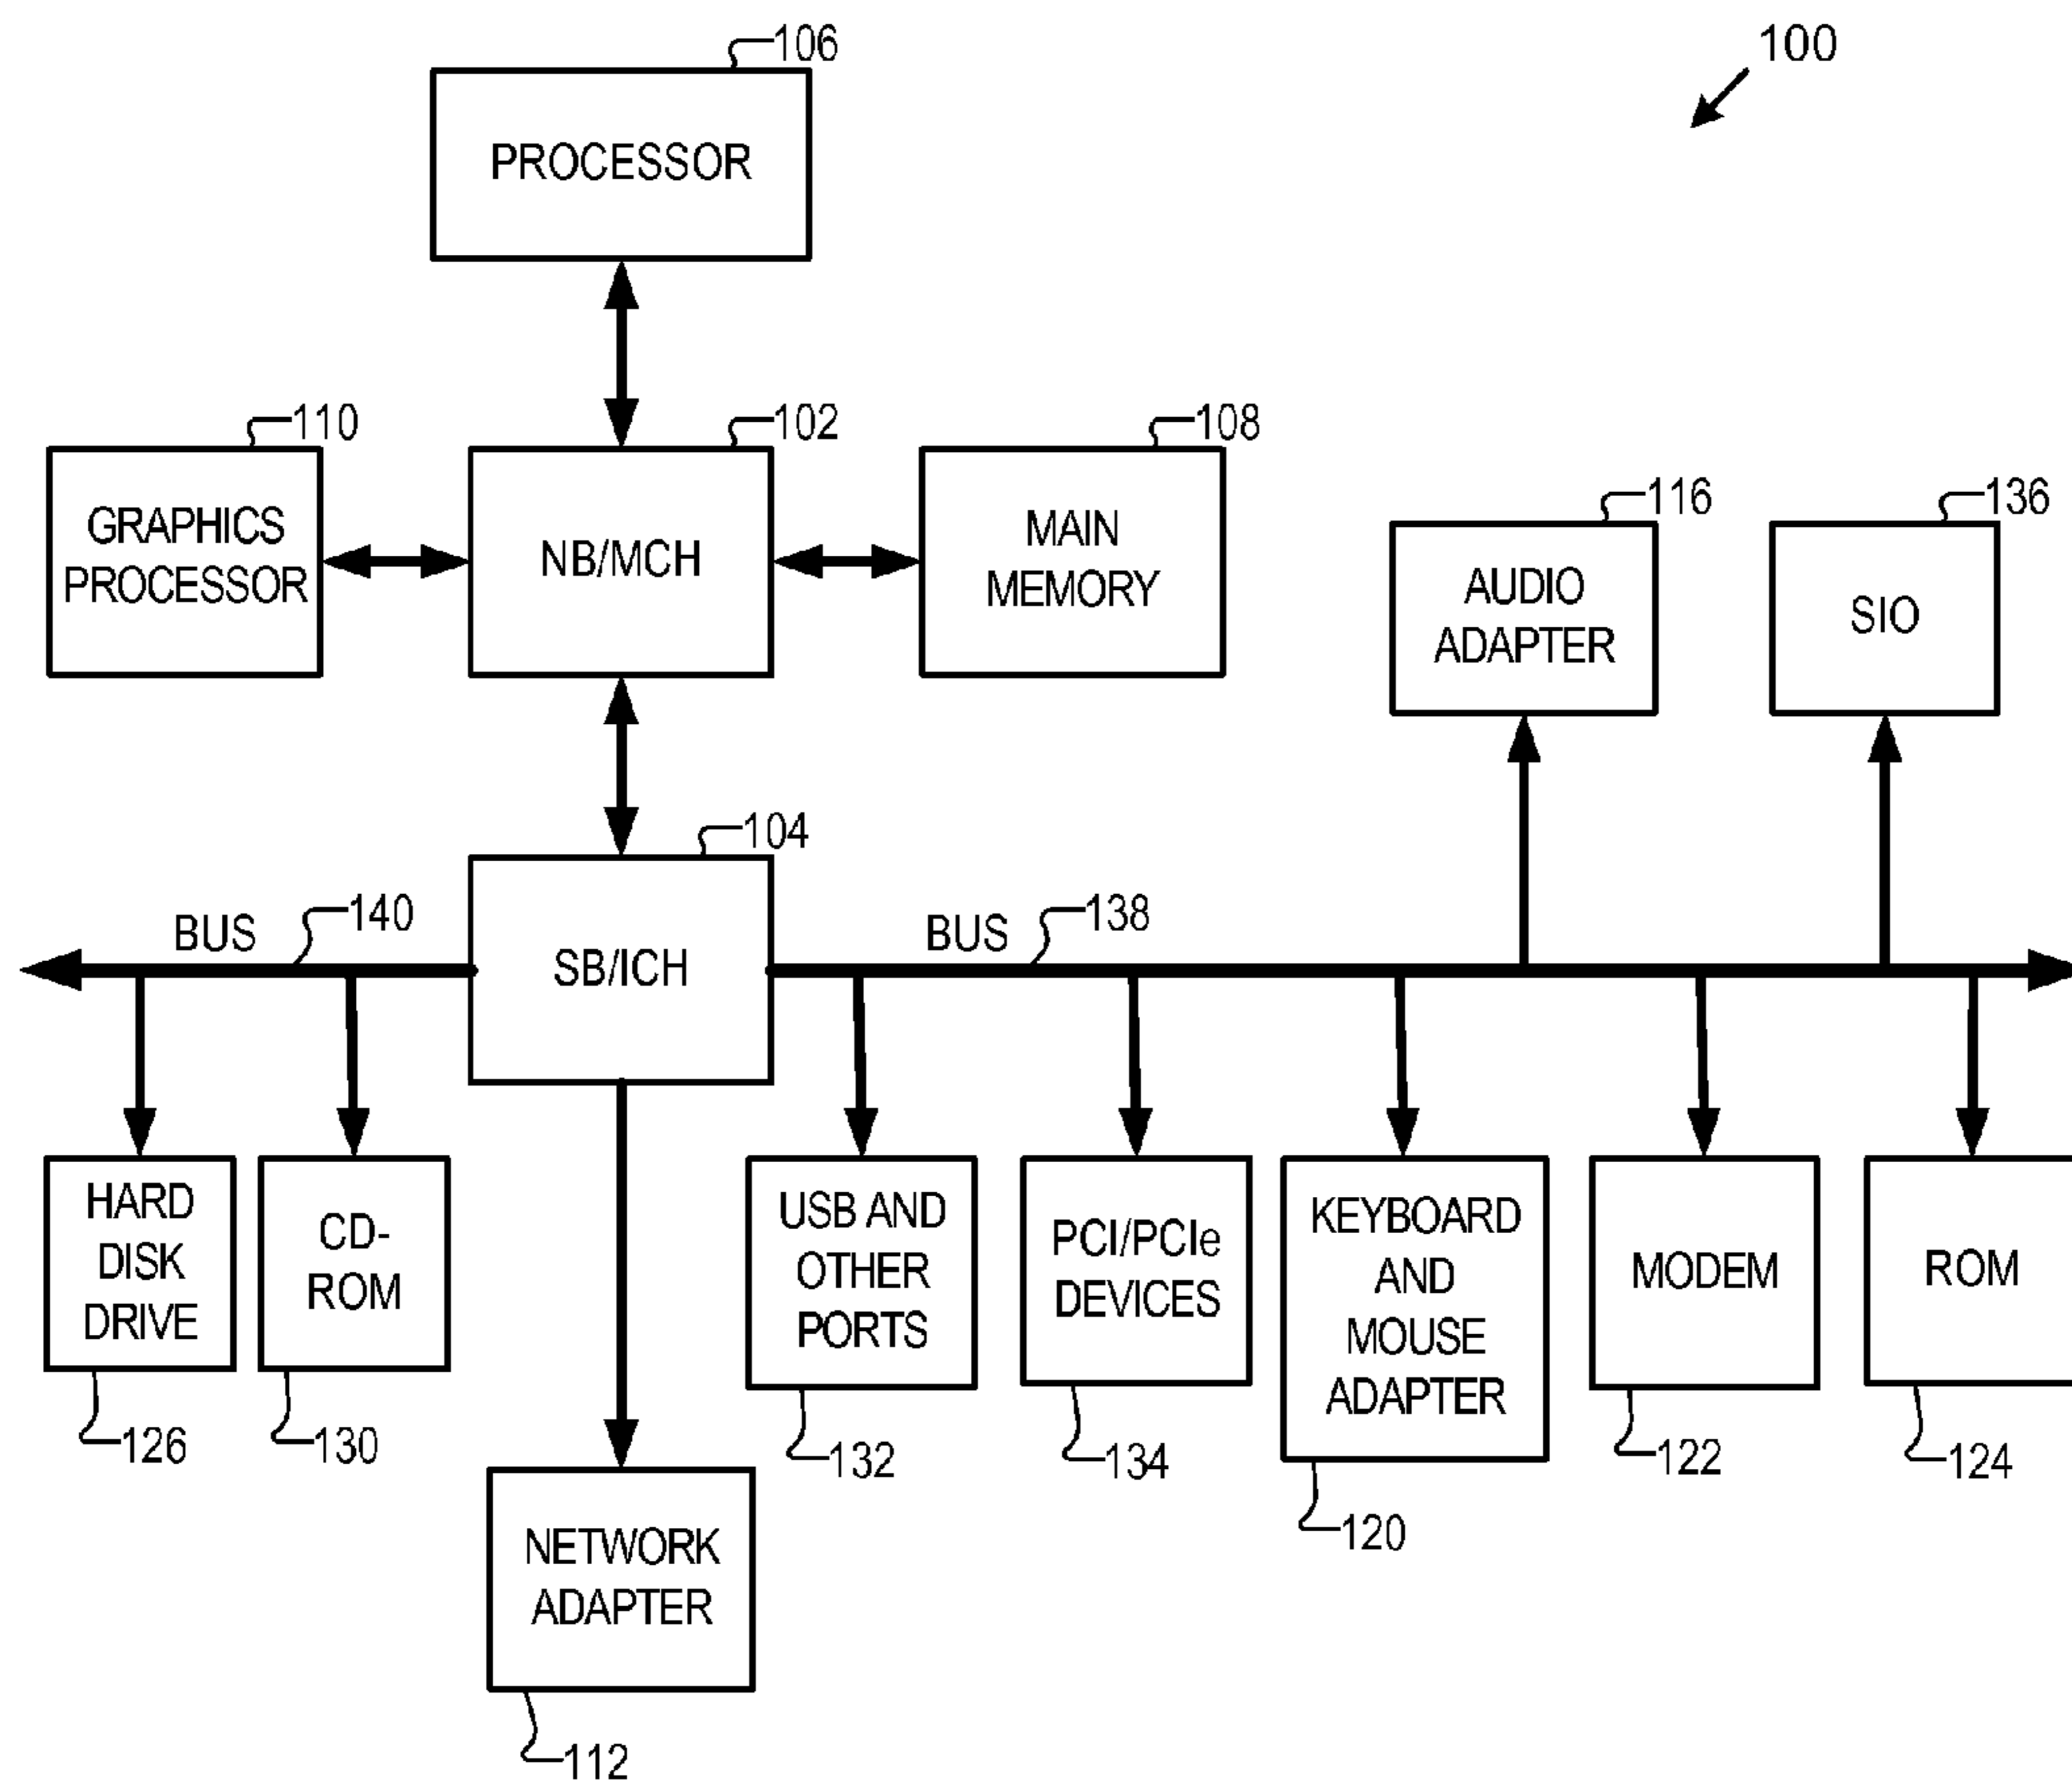 106
100
PROCESSOR
110
102
108
GRAPHICS
PROCESSOR
NB/MCH
MAIN
MEMORY
116
136
AUDIO
ADAPTER
SIO
104
BUS
140
SB/ICH
BUS
138
HARD
DISK
DRIVE
CD-
ROM
USB AND
OTHER
PORTS
PCI/PCIe
DEVICES
KEYBOARD
AND
MOUSE
ADAPTER
MODEM
ROM
126
130
132
134
120
122
124
NETWORK
ADAPTER
112